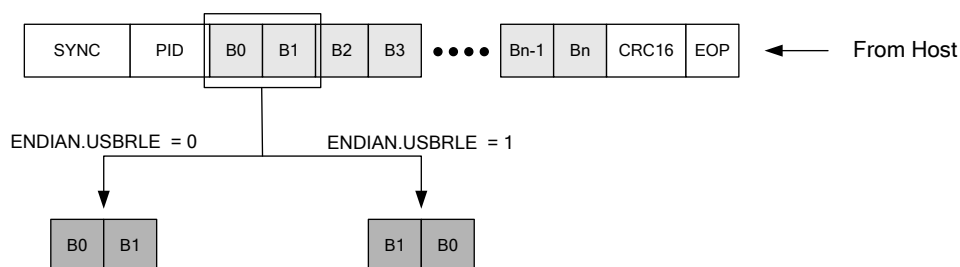 SYNC PID B0 B1 B2 B3 Bn-1 Bn CRC16 EOP From Host
ENDIAN.USBRLE = 0 ENDIAN.USBRLE = 1
B0 B1 B1 B0